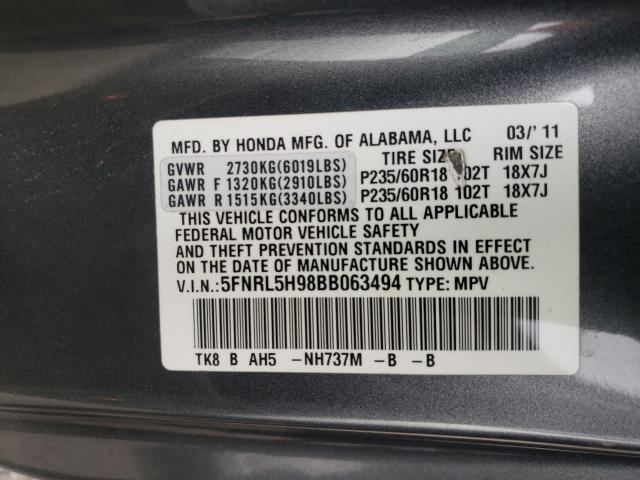 MFD. BY HONDA MFG. OF ALABAMA, LLC 03/' 11
TIRE SIZE RIM SIZE
GVWR 2730KG(6019LBS)
GAWR F 1320KG(2910LBS) P235/60R18 102T 18X7J
GAWR R 1515KG(3340LBS) P235/60R18 102T 18X7J
THIS VEHICLE CONFORMS TO ALL APPLICABLE
FEDERAL MOTOR VEHICLE SAFETY
AND THEFT PREVENTION STANDARDS IN EFFECT
ON THE DATE OF MANUFACTURE SHOWN ABOVE.
V.I.N.:5FNRL5H98BB063494 TYPE: MPV
TK8 B AH5 -NH737M -B -B